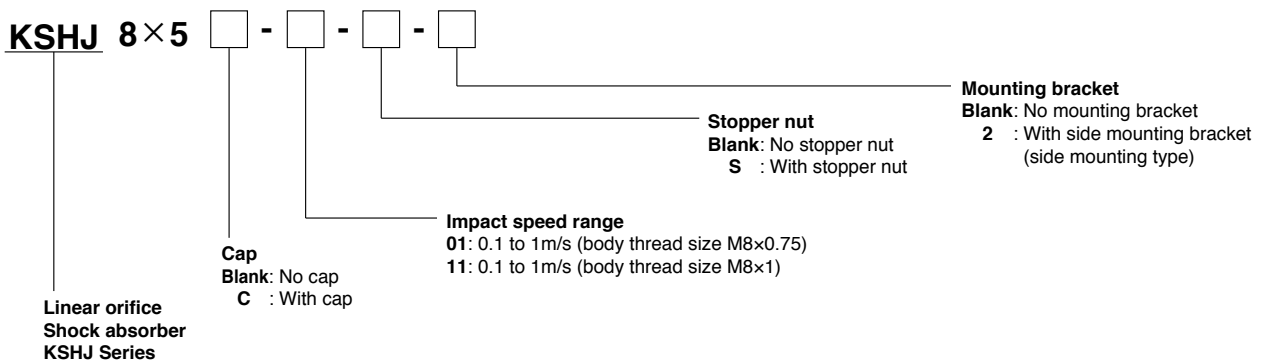 KSHJ 8×5 □ - □ - □ - □
Mounting bracket
Blank: No mounting bracket
2 : With side mounting bracket
(side mounting type)
Stopper nut
Blank: No stopper nut
S : With stopper nut
Impact speed range
01: 0.1 to 1m/s (body thread size M8×0.75)
11: 0.1 to 1m/s (body thread size M8×1)
Cap
Blank: No cap
C : With cap
Linear orifice
Shock absorber
KSHJ Series